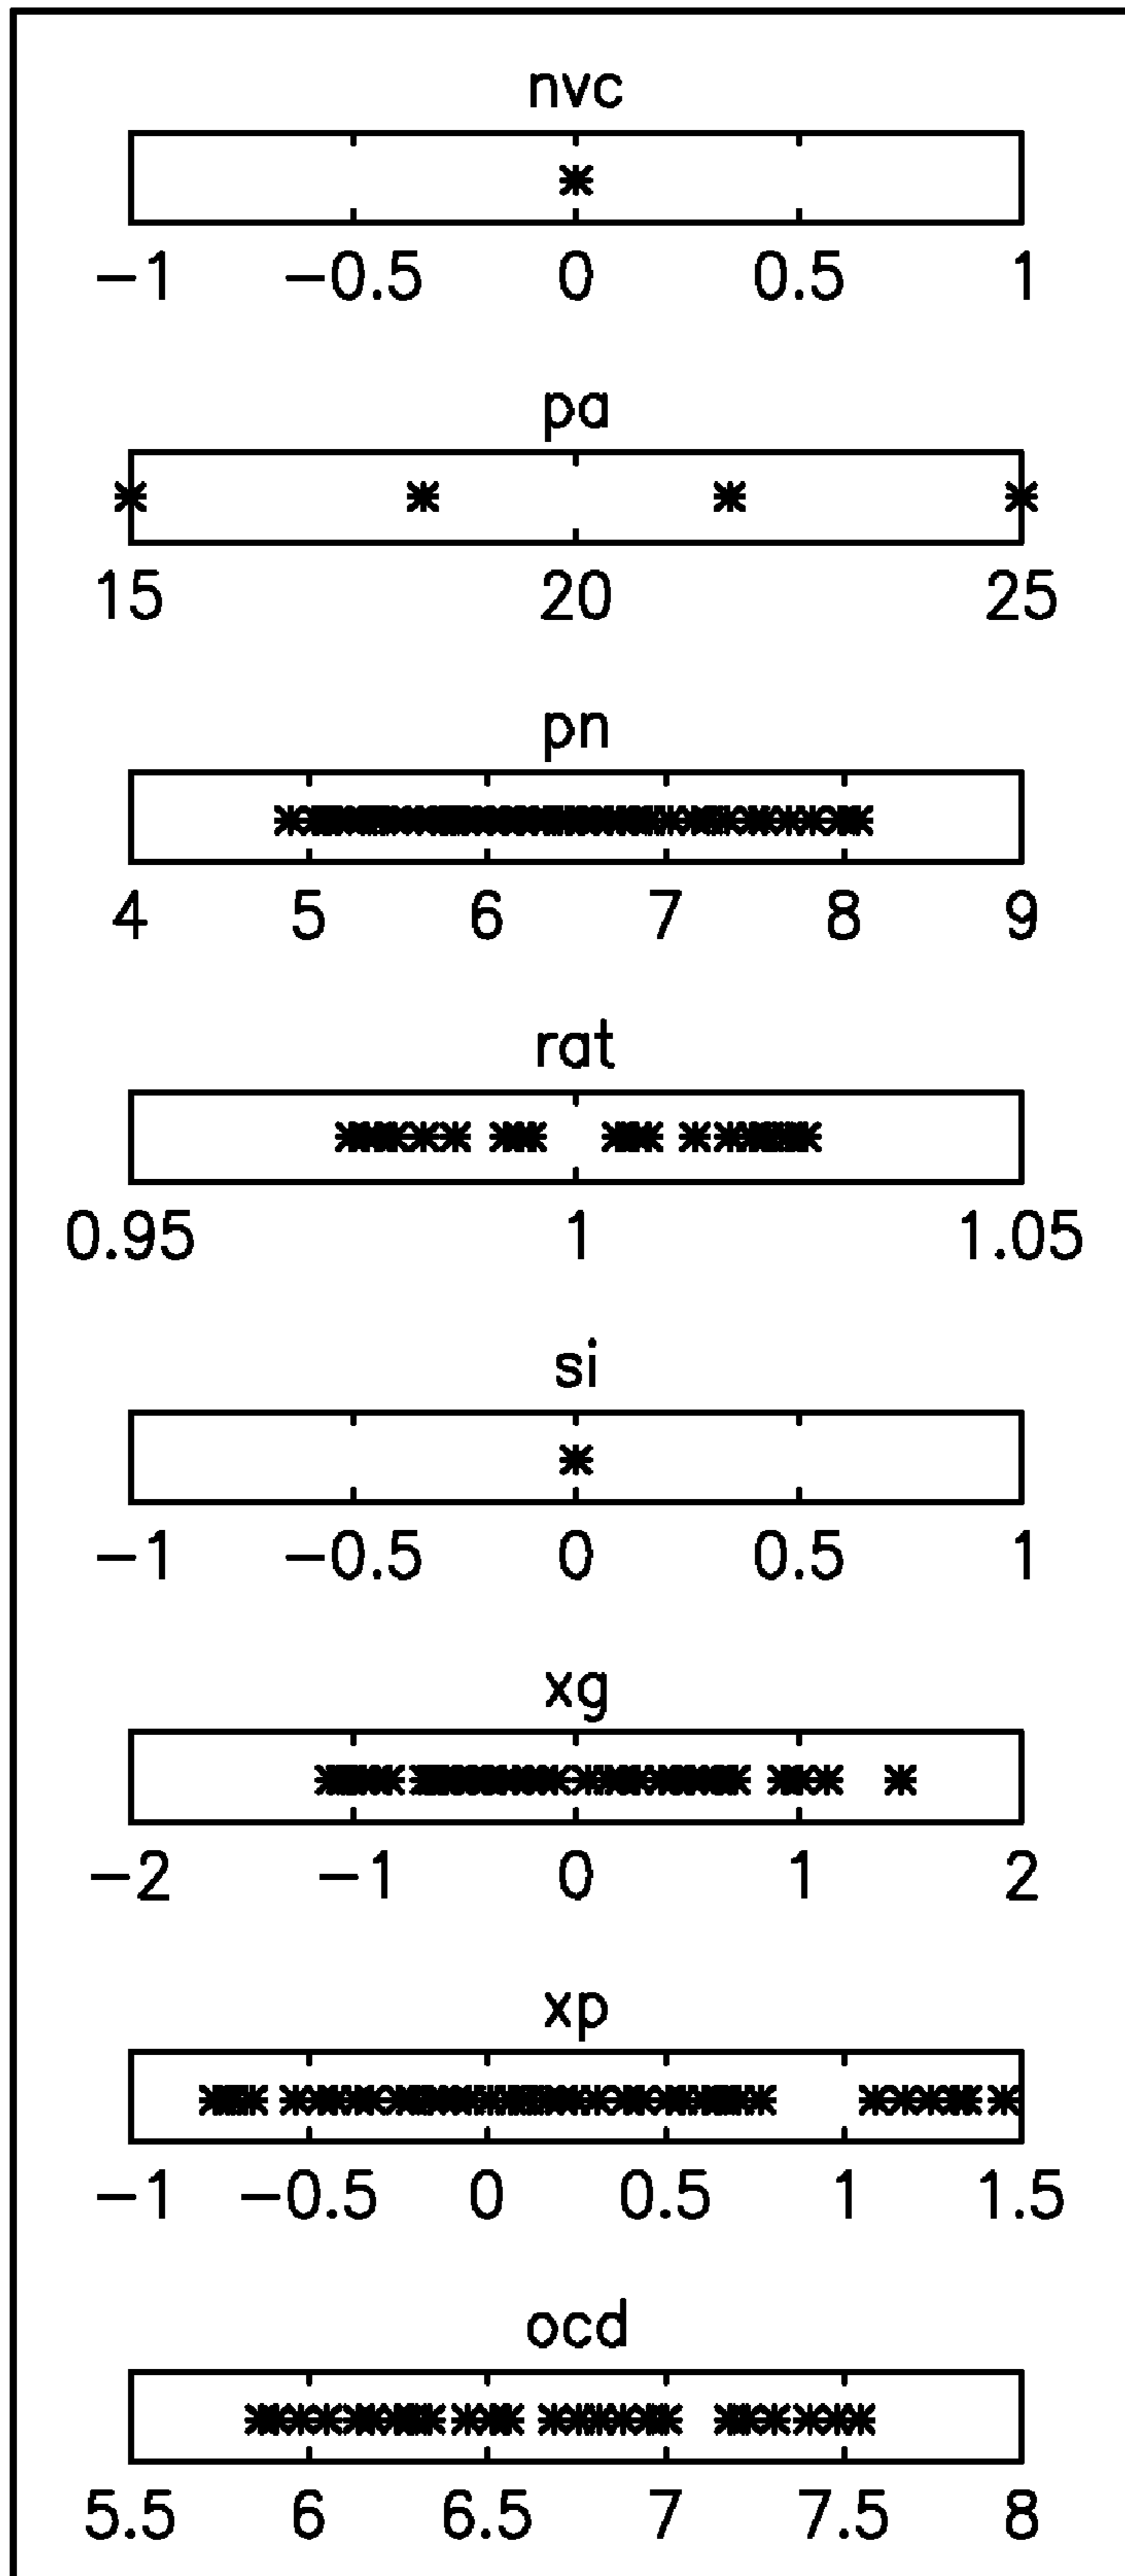 nvc
−1 −0.5 0 0.5 1
pa
15 20 25
pn
4 5 6 7 8 9
rat
0.95 1 1.05
si
−1 −0.5 0 0.5 1
xg
−2 −1 0 1 2
xp
−1 −0.5 0 0.5 1 1.5
ocd
5.5 6 6.5 7 7.5 8